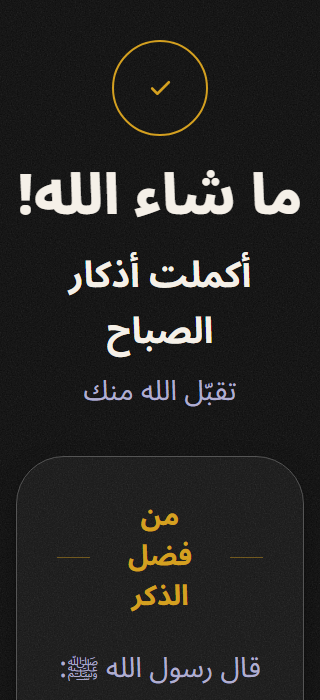 ما شاء الله!
أكملت أذكار
الصباح
تقبّل الله منك
من
فضل
الذكر
قال رسول الله ﷺ: